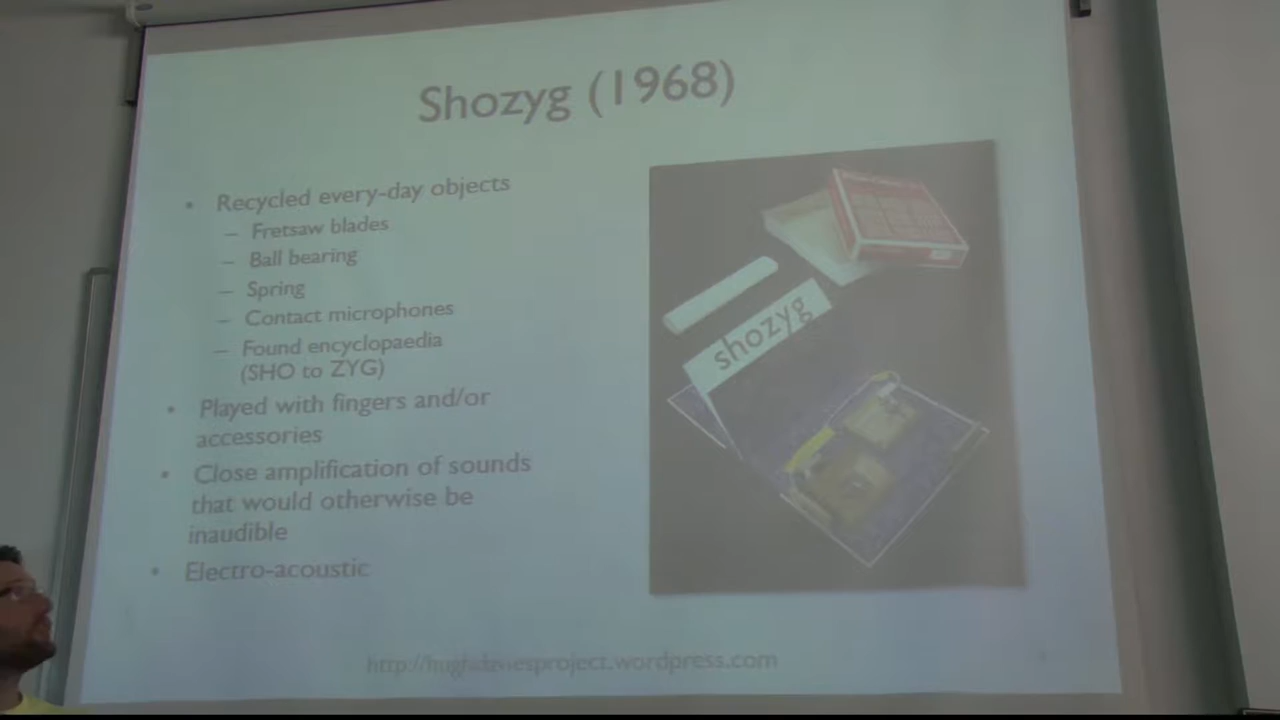 Shozyg (1968)
• Recycled every-day objects
– Fretsaw blades
– Ball bearing
– Spring
– Contact microphones
– Found encyclopaedia
(SHO to ZYG)
• Played with fingers and/or
accessories
• Close amplification of sounds
that would otherwise be
inaudible
• Electro-acoustic
shozyg
http://hughdaviesproject.wordpress.com